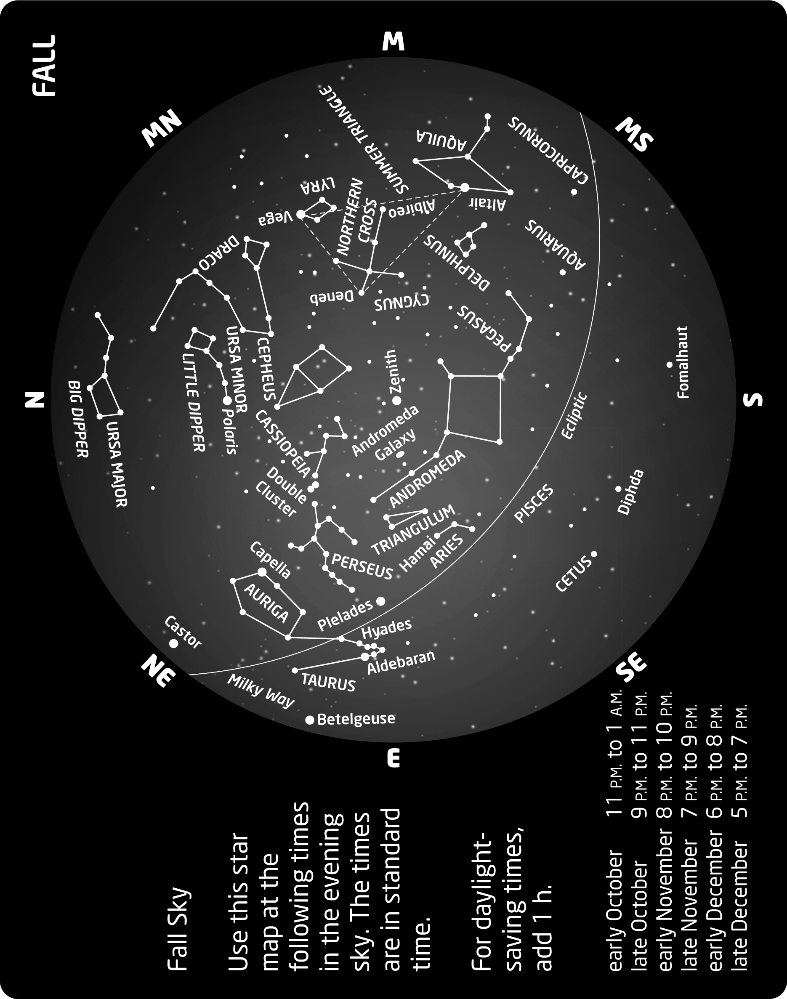 FALL
N
NE
E
SE
S
SW
W
NW
SUMMER TRIANGLE
AQUILA
CAPRICORNUS
LYRA
Vega
NORTHERN
CROSS
Albireo
Altair
DRACO
DELPHINUS
AQUARIUS
Deneb
CYGNUS
PEGASUS
Fomalhaut
LITTLE DIPPER
URSA MINOR
Polaris
CEPHEUS
Zenith
BIG DIPPER
URSA MAJOR
CASSIOPEIA
Andromeda
Galaxy
Ecliptic
Double
Cluster
ANDROMEDA
PISCES
Diphda
TRIANGULUM
Hamai
ARIES
CETUS
Capella
PERSEUS
AURIGA
Plelades
Castor
Hyades
Aldebaran
TAURUS
Milky Way
Betelgeuse
Fall Sky
Use this star
map at the
following times
in the evening
sky. The times
are in standard
time.
For daylight-
saving times,
add 1 h.
early October 11 P.M. to 1 A.M.
late October 9 P.M. to 11 P.M.
early November 8 P.M. to 10 P.M.
late November 7 P.M. to 9 P.M.
early December 6 P.M. to 8 P.M.
late December 5 P.M. to 7 P.M.